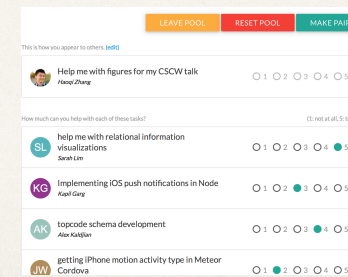 LEAVE POOL RESET POOL MAKE PAIR
This is how you appear to others. (edit)
Help me with figures for my CSCW talk
Haoqi Zhang
1 2 3 4 5
How much can you help with each of these tasks? (1: not at all, 5:
SL help me with relational information
visualizations
Sarah Lim
1 2 3 4 5
KG Implementing iOS push notifications in Node
Kapil Garg
1 2 3 4 5
AK topcode schema development
Alex Kaldjian
1 2 3 4 5
JW getting iPhone motion activity type in Meteor
Cordova
1 2 3 4 5